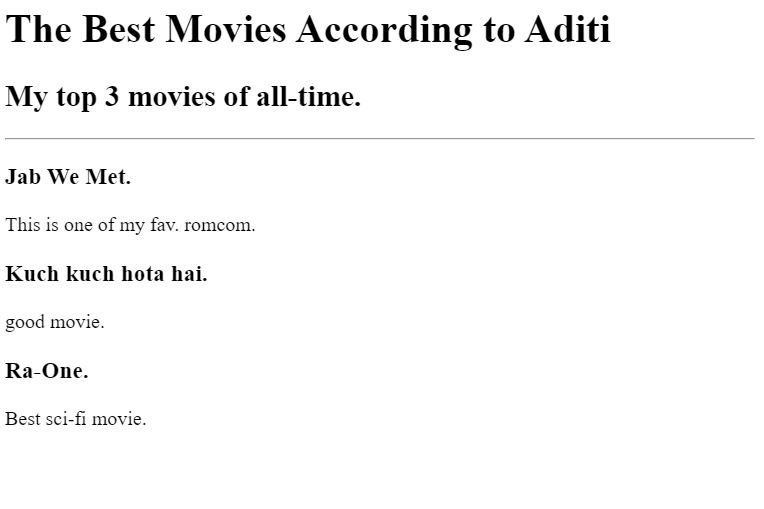 The Best Movies According to Aditi
My top 3 movies of all-time.
Jab We Met.
This is one of my fav. romcom.
Kuch kuch hota hai.
good movie.
Ra-One.
Best sci-fi movie.